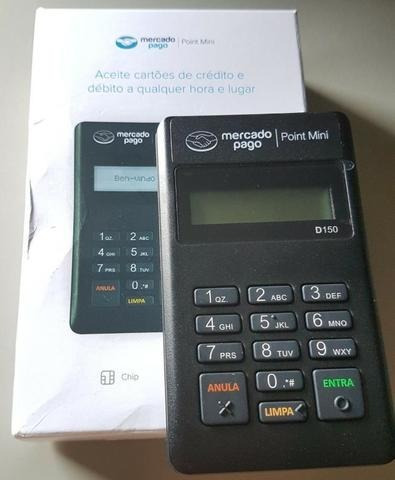 mercado
pago
Point Mini
Aceite cartões de crédito e
débito a qualquer hora e lugar
mercado
pago
Ben-vindo
1 QZ. 2 ABC
4 GHI 5 JKL
7 PRS 8 TUV
ANULA 0 .*#
LIMPA
Chip
mercado
pago
Point Mini
D150
1 QZ. 2 ABC 3 DEF
4 GHI 5 JKL 6 MNO
7 PRS 8 TUV 9 WXY
ANULA 0 .*# ENTRA
LIMPA